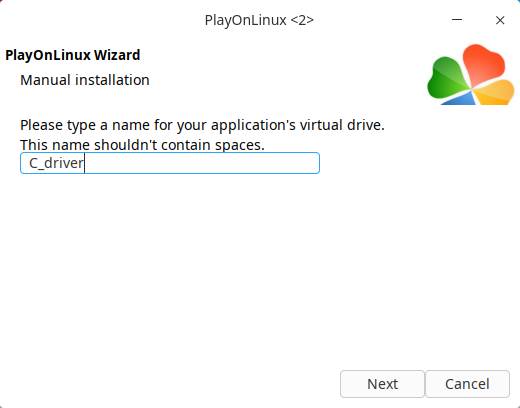 PlayOnLinux <2>
PlayOnLinux Wizard
Manual installation
Please type a name for your application's virtual drive.
This name shouldn't contain spaces.
C_driver
Next
Cancel